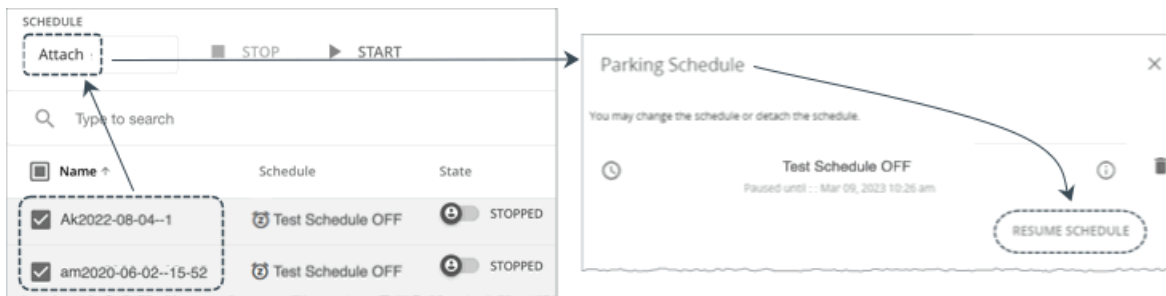 SCHEDULE
Attach
STOP
START
Type to search
Name
Schedule
State
Ak2022-08-04--1
Test Schedule OFF
STOPPED
am2020-06-02--15-52
Test Schedule OFF
STOPPED
Parking Schedule
You may change the schedule or detach the schedule.
Test Schedule OFF
Paused until : : Mar 09, 2023 10:26 am
RESUME SCHEDULE